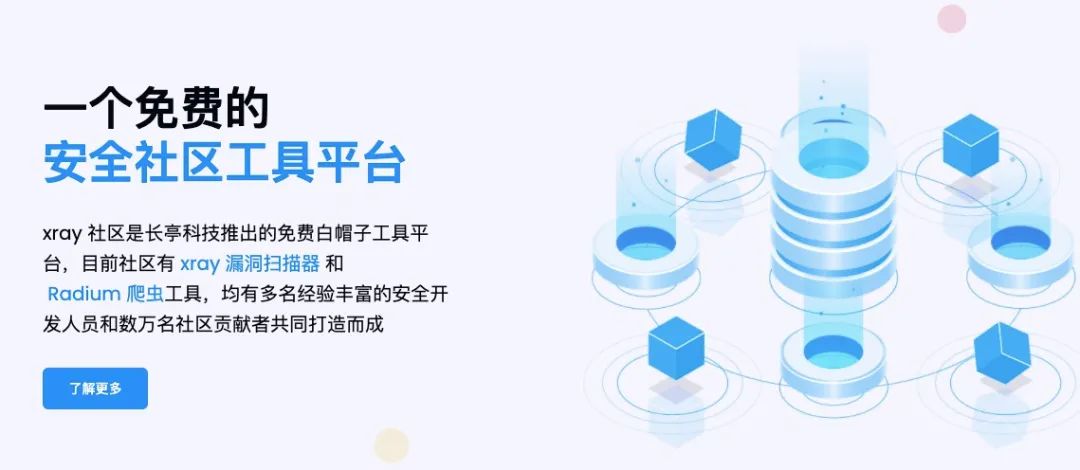 一个免费的
安全社区工具平台
xray 社区是长亭科技推出的免费白帽子工具平
台，目前社区有 xray 漏洞扫描器 和
Radium 爬虫工具，均有多名经验丰富的安全开
发人员和数万名社区贡献者共同打造而成
了解更多